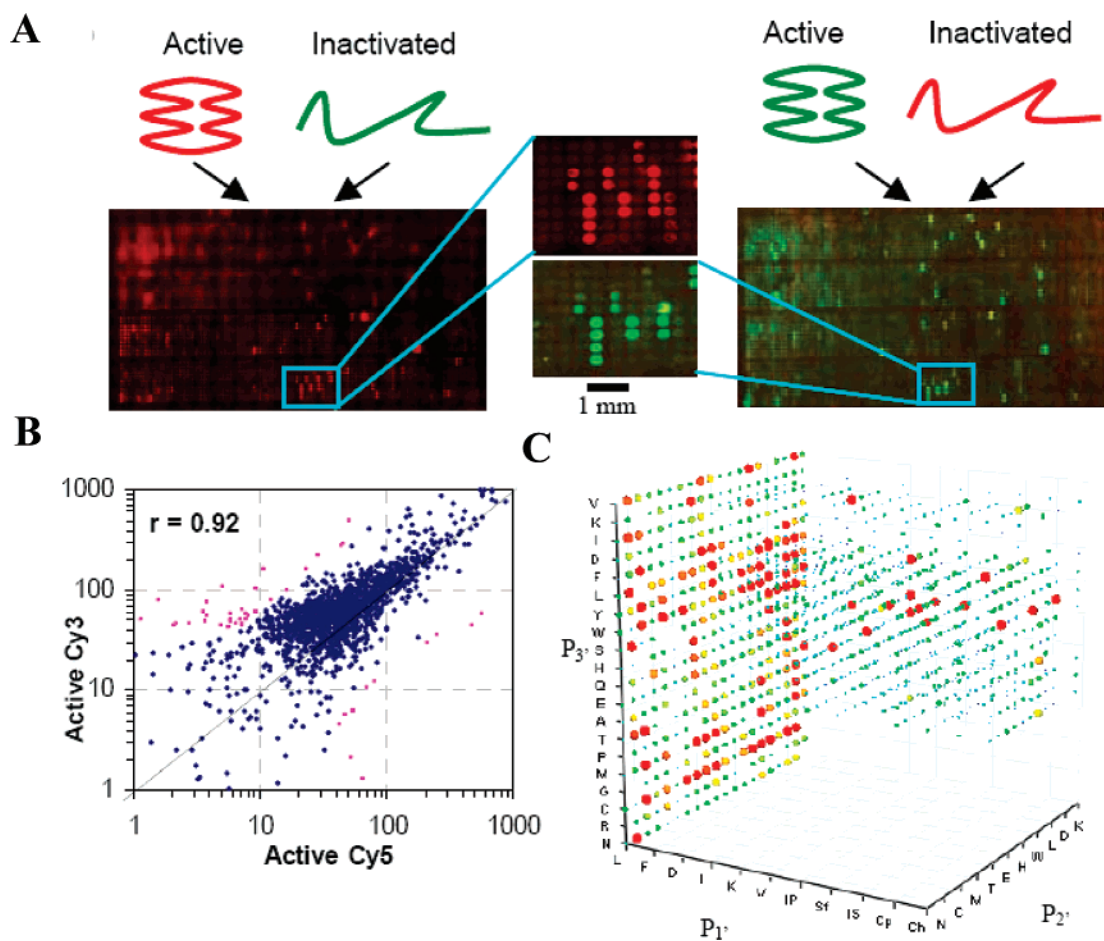 A
Active Inactivated
Active Inactivated
1 mm
B
1000
r = 0.92
100
10
1
1 10 100 1000
Active Cy3
Active Cy5
C
V
K
I
D
F
L
Y
W
S
H
Q
E
A
T
P
M
G
C
R
N
P3'
L F D I K V IP Sf IS Cp Ch
P1'
N C M T E H W L D K
P2'